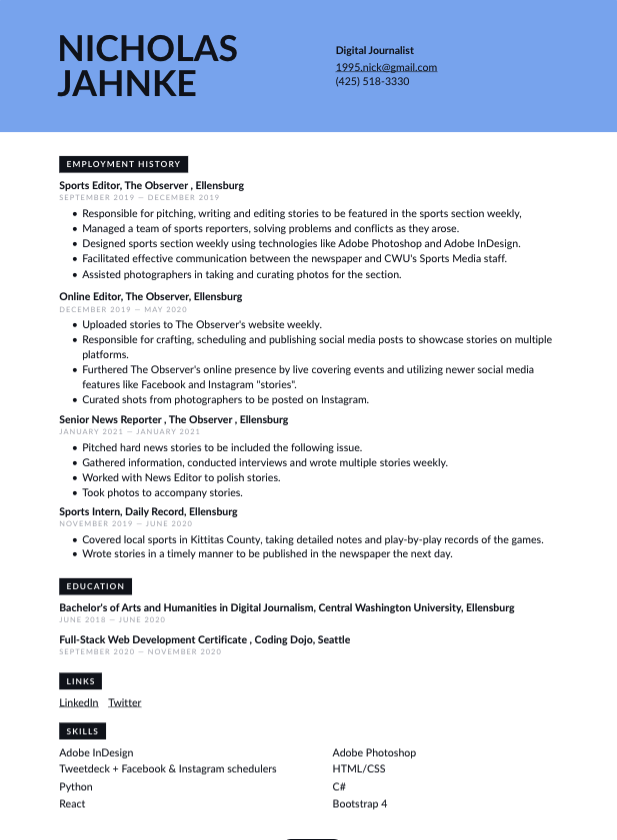 NICHOLAS
JAHNKE
Digital Journalist
1995.nick@gmail.com
(425) 518-3330
EMPLOYMENT HISTORY
Sports Editor, The Observer , Ellensburg
SEPTEMBER 2019 — DECEMBER 2019
• Responsible for pitching, writing and editing stories to be featured in the sports section weekly,
• Managed a team of sports reporters, solving problems and conflicts as they arose.
• Designed sports section weekly using technologies like Adobe Photoshop and Adobe InDesign.
• Facilitated effective communication between the newspaper and CWU's Sports Media staff.
• Assisted photographers in taking and curating photos for the section.
Online Editor, The Observer, Ellensburg
DECEMBER 2019 — MAY 2020
• Uploaded stories to The Observer's website weekly.
• Responsible for crafting, scheduling and publishing social media posts to showcase stories on multiple
platforms.
• Furthered The Observer's online presence by live covering events and utilizing newer social media
features like Facebook and Instagram "stories".
• Curated shots from photographers to be posted on Instagram.
Senior News Reporter , The Observer , Ellensburg
JANUARY 2021 — JANUARY 2021
• Pitched hard news stories to be included the following issue.
• Gathered information, conducted interviews and wrote multiple stories weekly.
• Worked with News Editor to polish stories.
• Took photos to accompany stories.
Sports Intern, Daily Record, Ellensburg
NOVEMBER 2019 — JUNE 2020
• Covered local sports in Kittitas County, taking detailed notes and play-by-play records of the games.
• Wrote stories in a timely manner to be published in the newspaper the next day.
EDUCATION
Bachelor's of Arts and Humanities in Digital Journalism, Central Washington University, Ellensburg
JUNE 2018 — JUNE 2020
Full-Stack Web Development Certificate , Coding Dojo, Seattle
SEPTEMBER 2020 — NOVEMBER 2020
LINKS
LinkedIn Twitter
SKILLS
Adobe InDesign Adobe Photoshop
Tweetdeck + Facebook & Instagram schedulers HTML/CSS
Python C#
React Bootstrap 4